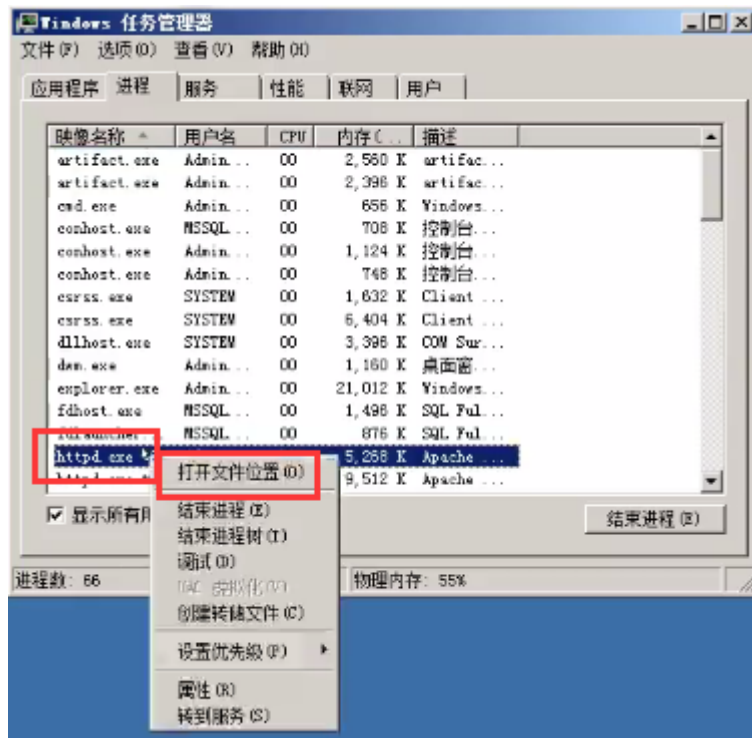 Windows 任务管理器
文件(F) 选项(O) 查看(V) 帮助(H)
应用程序 进程 服务 性能 联网 用户
映像名称 用户名 CPU 内存(... 描述
artifact.exe Admin... 00 2,560 K artifac...
artifact.exe Admin... 00 2,396 K artifac...
cmd.exe Admin... 00 656 K Windows...
conhost.exe MSSQL... 00 708 K 控制台...
conhost.exe Admin... 00 1,124 K 控制台...
conhost.exe Admin... 00 748 K 控制台...
csrss.exe SYSTEM 00 1,632 K Client ...
csrss.exe SYSTEM 00 6,404 K Client ...
dllhost.exe SYSTEM 00 3,396 K COM Sur...
dwm.exe Admin... 00 1,160 K 桌面窗...
explorer.exe Admin... 00 21,012 K Windows...
fdhost.exe MSSQL... 00 1,496 K SQL Ful...
fdlauncher... MSSQL... 00 876 K SQL Ful...
httpd.exe 5,268 K Apache ...
9,512 K Apache ...
打开文件位置(O)
显示所有
结束进程(E)
结束进程(E)
结束进程树(T)
调试(D)
UAC 虚拟化(V)
创建转储文件(C)
设置优先级(P)
属性(R)
转到服务(S)
进程数: 66
物理内存: 55%